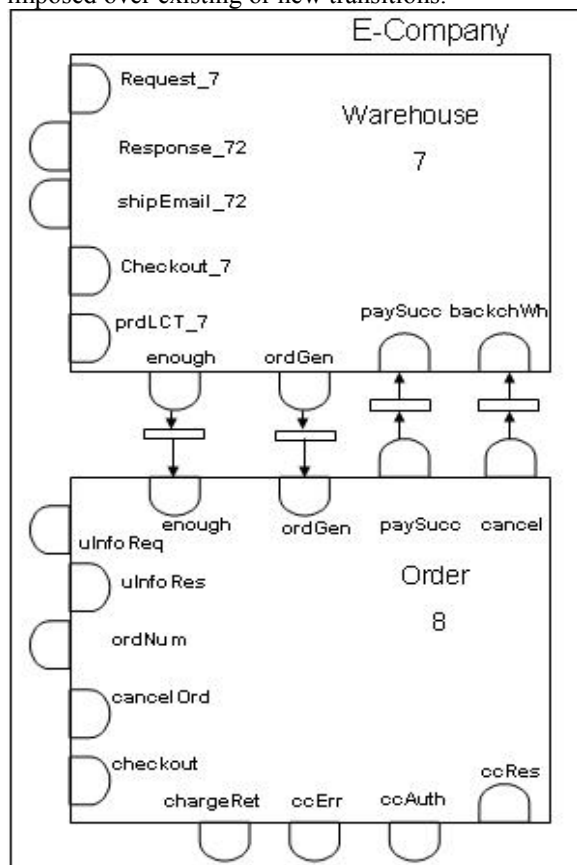 imposed over existing or new transitions.
E-Company
Request_7
Warehouse
7
Response_72
shipEmail_72
Checkout_7
prdLCT_7
paySucc backchWh
enough ordGen
enough ordGen paySucc cancel
uInfoReq
Order
8
uInfoRes
ordNum
cancelOrd
checkout
ccRes
chargeRet ccErr ccAuth